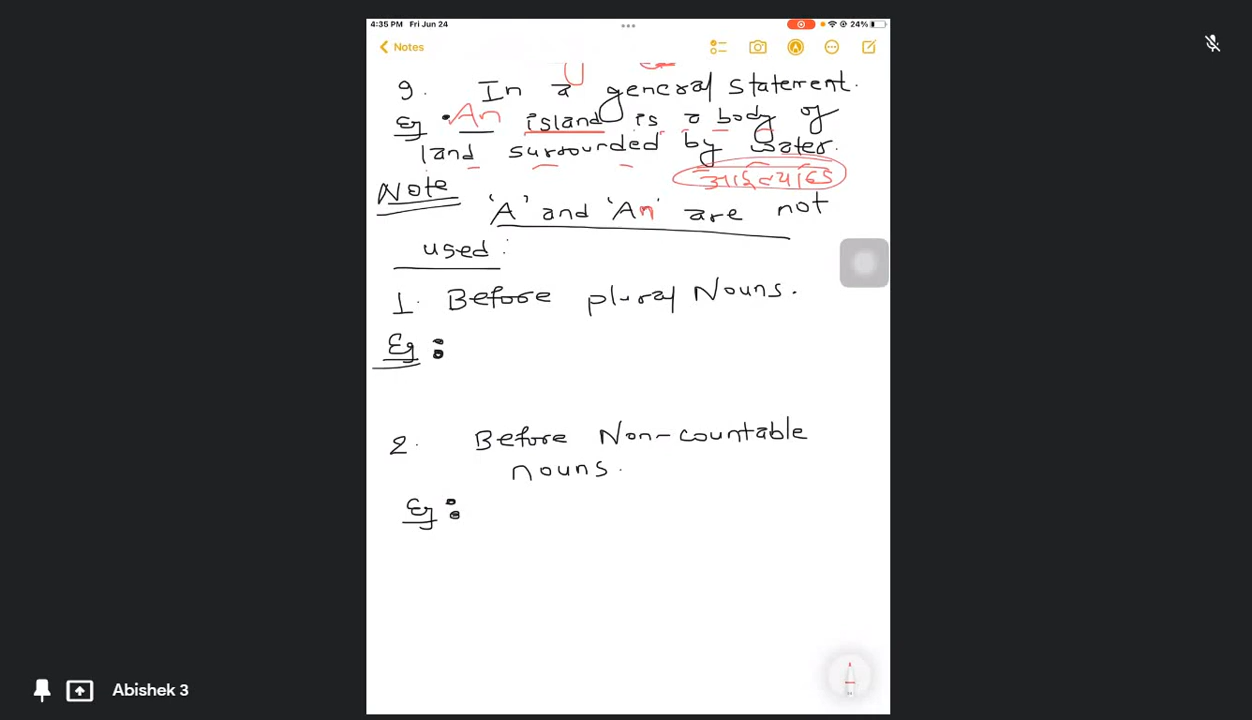 4:35 PM Fri Jun 24
24%
Notes
9. In a general statement.
Eg • An island is a body of
land surrounded by water.
आईल्याण्ड
Note
'A' and 'An' are not
used:
1. Before plural Nouns.
Eg :
2. Before Non-countable
nouns.
Eg :
Abishek 3